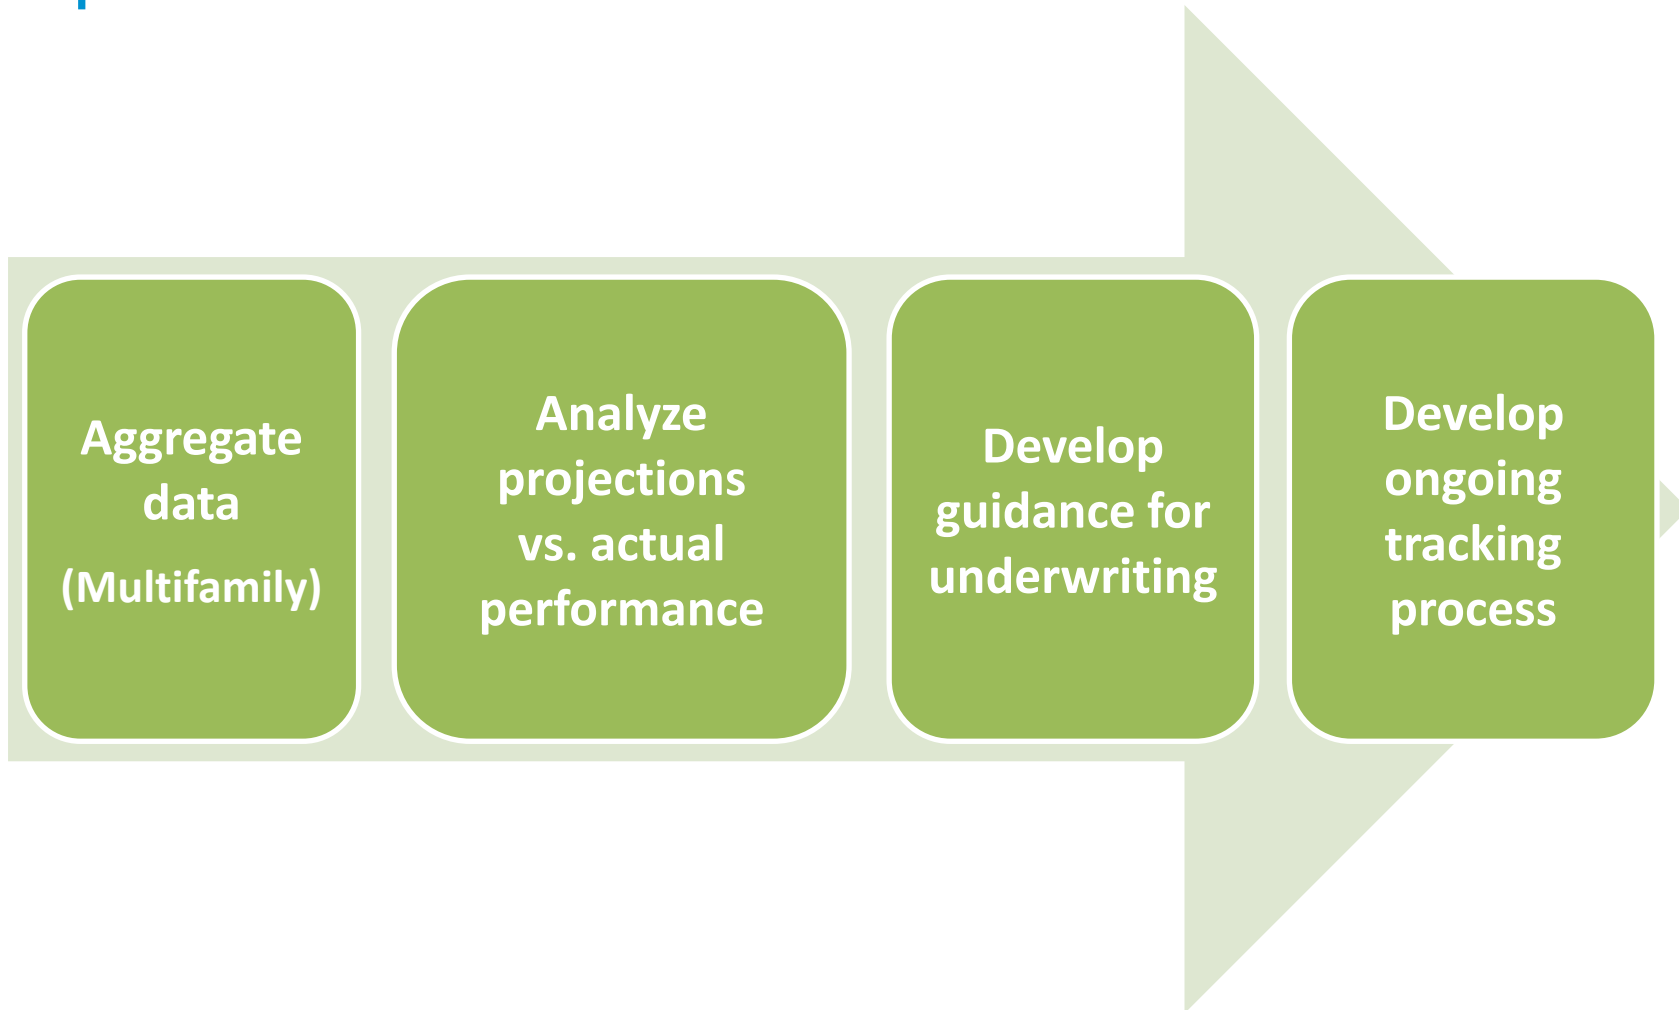 Aggregate
data
(Multifamily)
Analyze
projections
vs. actual
performance
Develop
guidance for
underwriting
Develop
ongoing
tracking
process